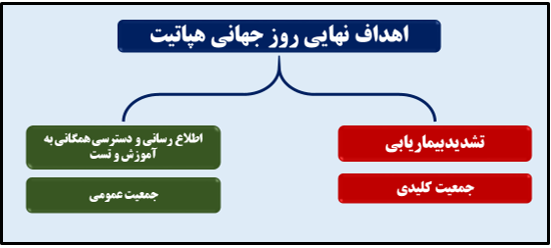 اهداف نهایی روز جهانی هپاتیت
تشدیدبیماریابی
جمعیت کلیدی
اطلاع رسانی و دسترسی همگانی به
آموزش و تست
جمعیت عمومی